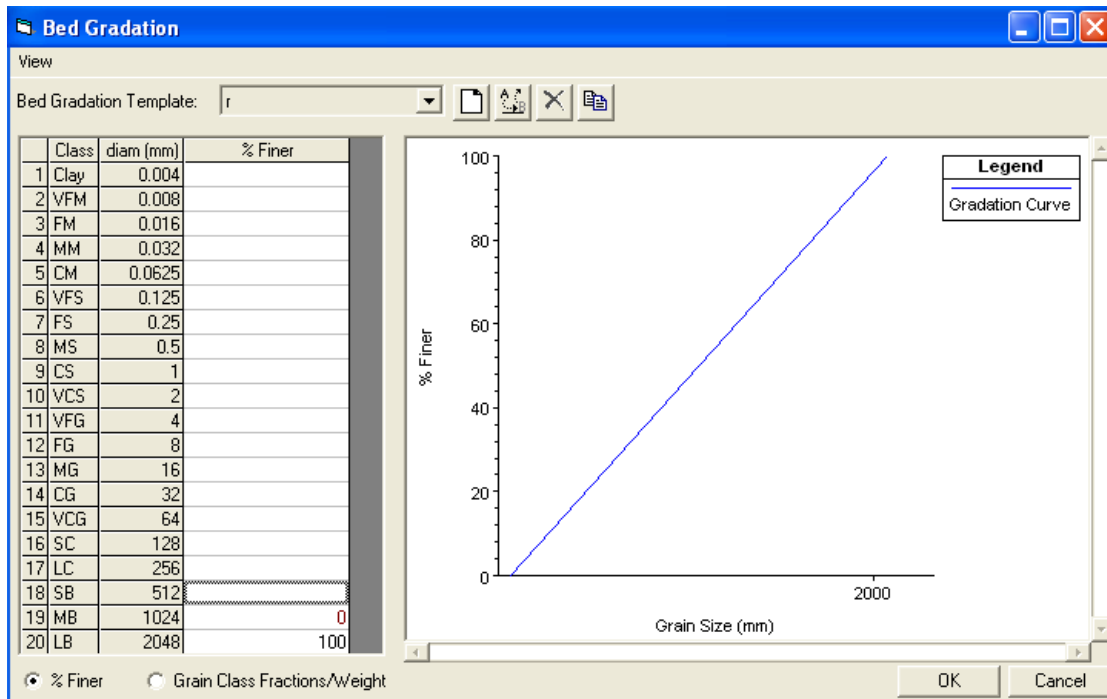 Bed Gradation
View
Bed Gradation Template: r
Class diam (mm) % Finer
1 Clay 0.004
2 VFM 0.008
3 FM 0.016
4 MM 0.032
5 CM 0.0625
6 VFS 0.125
7 FS 0.25
8 MS 0.5
9 CS 1
10 VCS 2
11 VFG 4
12 FG 8
13 MG 16
14 CG 32
15 VCG 64
16 SC 128
17 LC 256
18 SB 512
19 MB 1024 0
20 LB 2048 100
100
80
60
40
20
0
% Finer
2000
Grain Size (mm)
Legend
Gradation Curve
% Finer Grain Class Fractions/Weight OK Cancel